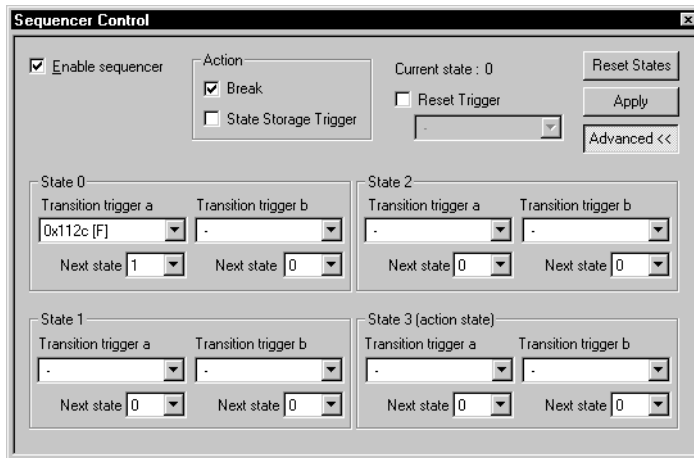 Sequencer Control
Enable sequencer
Action
Break
State Storage Trigger
Current state : 0
Reset Trigger
-
Reset States
Apply
Advanced <<
State 0
Transition trigger a Transition trigger b
0x112c [F] -
Next state 1 Next state 0
State 2
Transition trigger a Transition trigger b
- -
Next state 0 Next state 0
State 1
Transition trigger a Transition trigger b
- -
Next state 0 Next state 0
State 3 (action state)
Transition trigger a Transition trigger b
- -
Next state 0 Next state 0